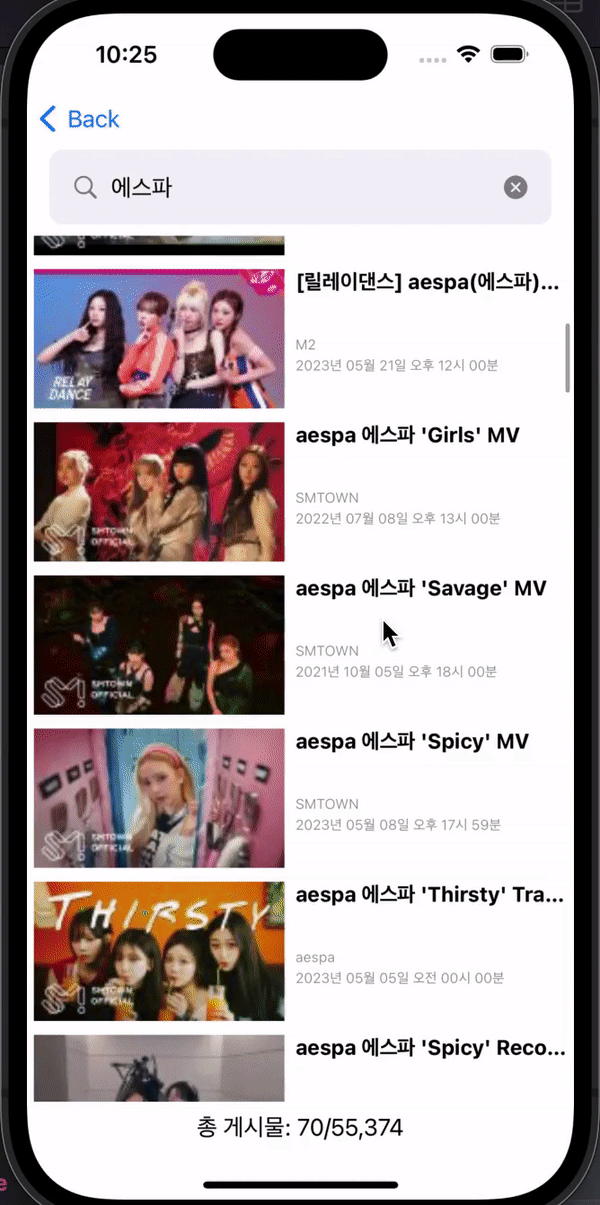 10:25
Back
에스파
[릴레이댄스] aespa(에스파)...
M2
2023년 05월 21일 오후 12시 00분
RELAY
DANCE
aespa 에스파 'Girls' MV
SMTOWN
2022년 07월 08일 오후 13시 00분
SMTOWN
OFFICIAL
aespa 에스파 'Savage' MV
SMTOWN
2021년 10월 05일 오후 18시 00분
SMTOWN
OFFICIAL
aespa 에스파 'Spicy' MV
SMTOWN
2023년 05월 08일 오후 17시 59분
SMTOWN
OFFICIAL
aespa 에스파 'Thirsty' Tra...
aespa
2023년 05월 05일 오전 00시 00분
THIRSTY
SMTOWN
OFFICIAL
aespa 에스파 'Spicy' Reco...
총 게시물: 70/55,374
e